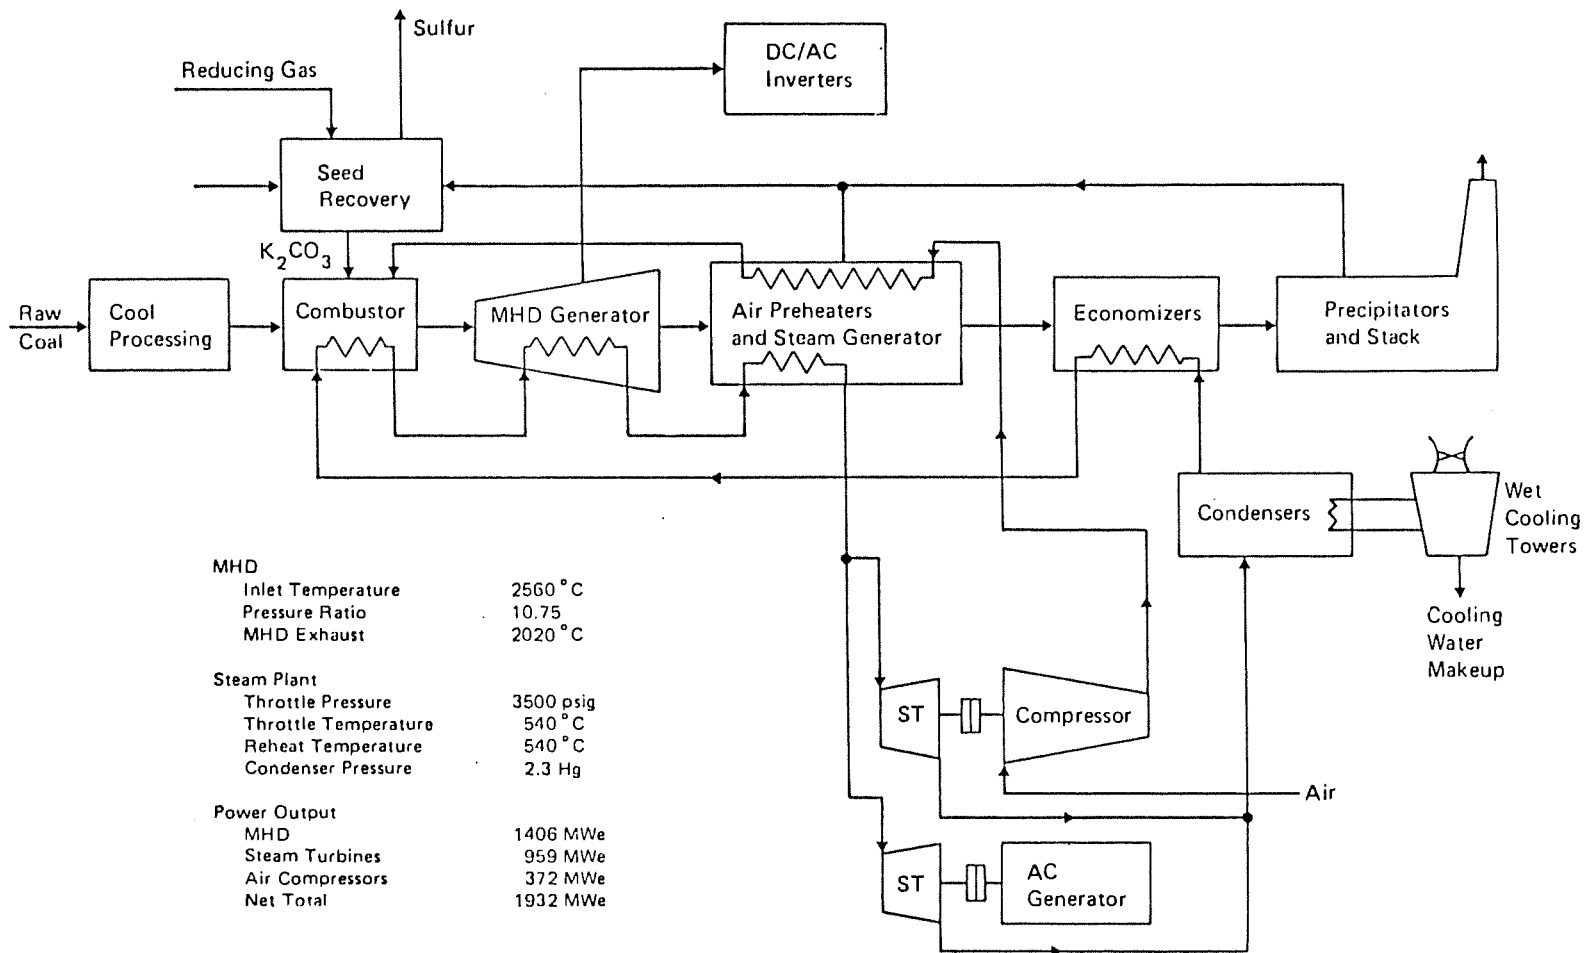 Sulfur
Reducing Gas
DC/AC
Inverters
Seed
Recovery
K₂CO₃
Raw
Coal
Cool
Processing
Combustor
MHD Generator
Air Preheaters
and Steam Generator
Economizers
Precipitators
and Stack
Condensers
Wet
Cooling
Towers
Cooling
Water
Makeup
MHD
Inlet Temperature 2560 °C
Pressure Ratio 10.75
MHD Exhaust 2020 °C
Steam Plant
Throttle Pressure 3500 psig
Throttle Temperature 540 °C
Reheat Temperature 540 °C
Condenser Pressure 2.3 Hg
Power Output
MHD 1406 MWe
Steam Turbines 959 MWe
Air Compressors 372 MWe
Net Total 1932 MWe
ST
Compressor
Air
ST
AC
Generator